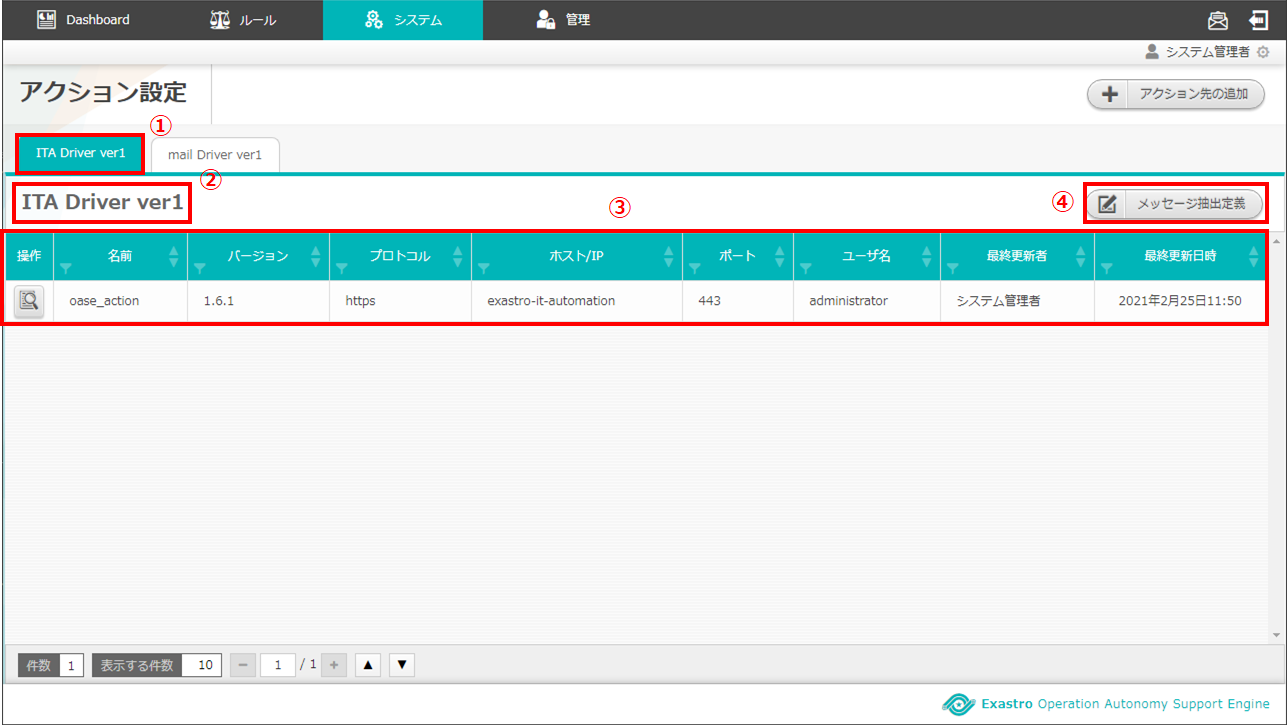 Dashboard ルール システム 管理
システム管理者
アクション設定
アクション先の追加
①
ITA Driver ver1 mail Driver ver1
②
ITA Driver ver1
③
④ メッセージ抽出定義
操作 名前 バージョン プロトコル ホスト/IP ポート ユーザ名 最終更新者 最終更新日時
oase_action 1.6.1 https exastro-it-automation 443 administrator システム管理者 2021年2月25日11:50
件数 1 表示する件数 10 − 1 / 1 + ▲ ▼
Exastro Operation Autonomy Support Engine